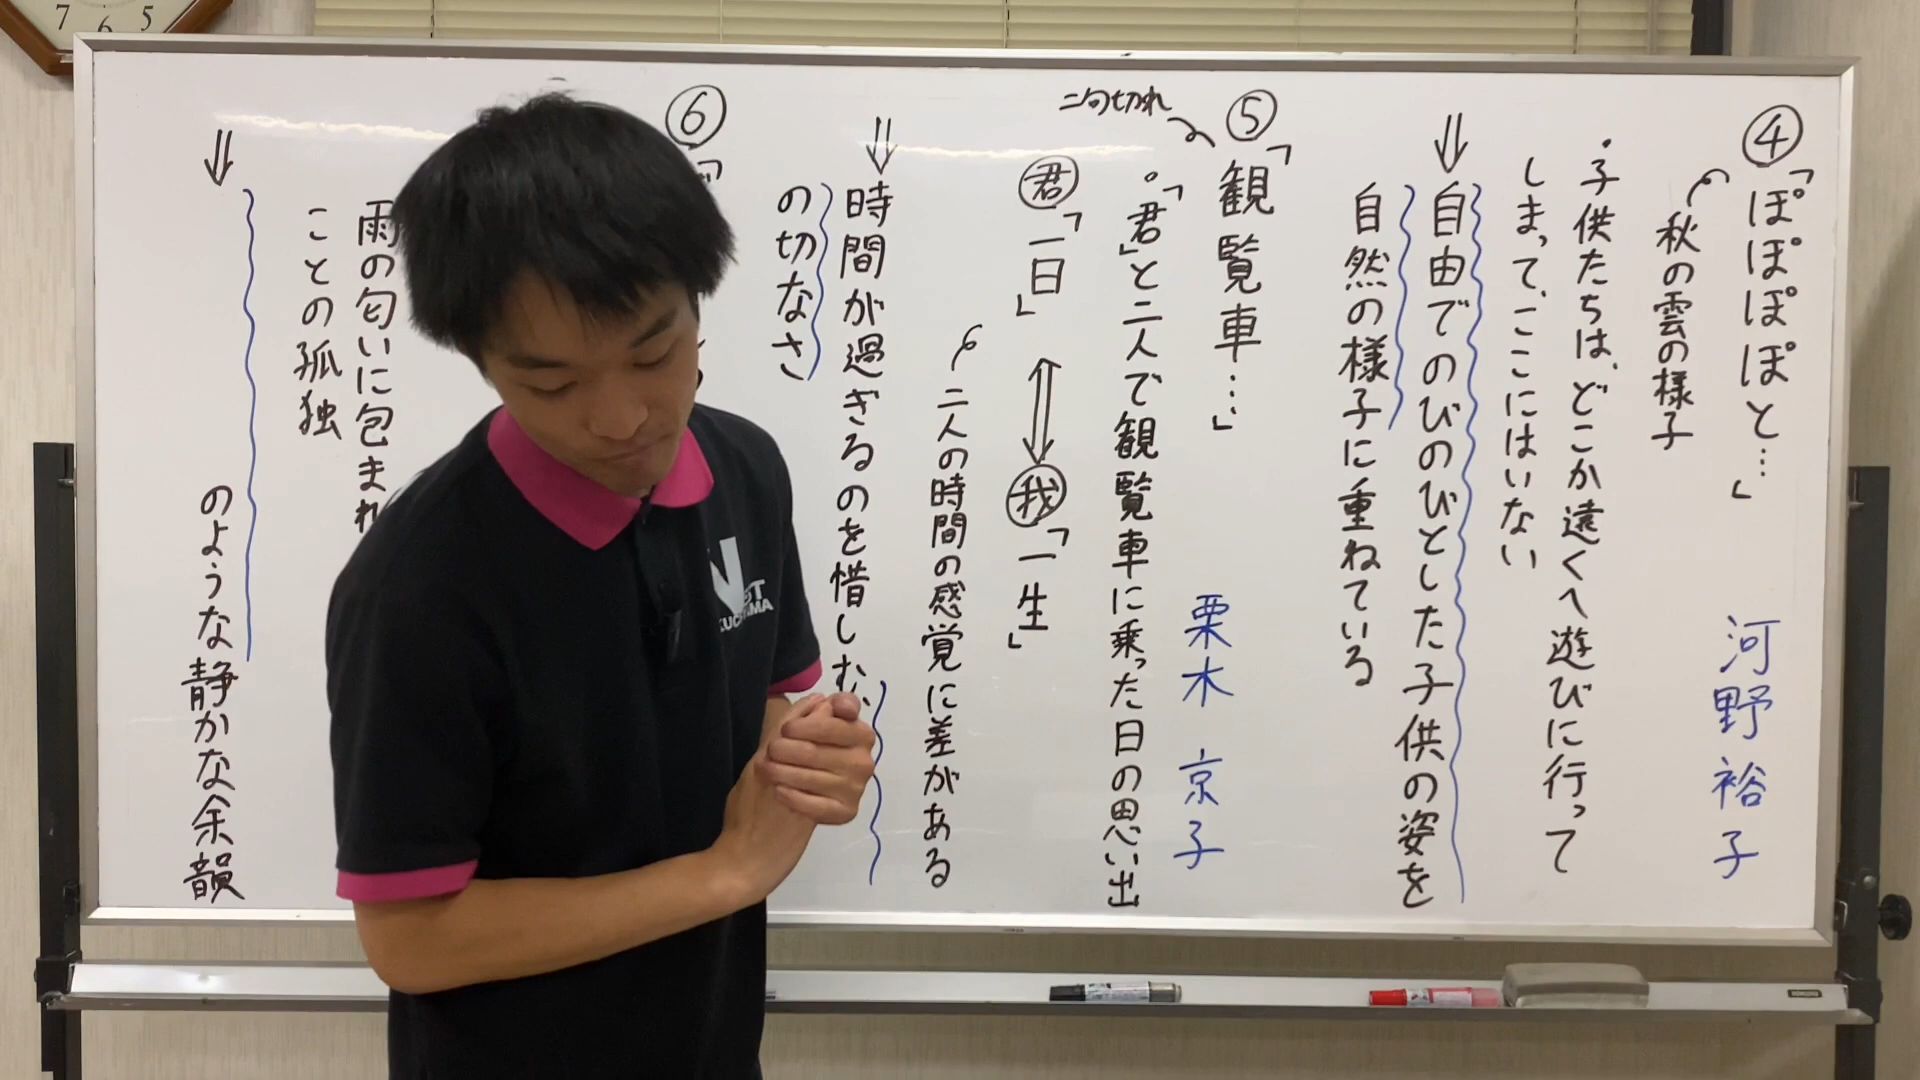 ④「ぽぽぽぽと…」
河野裕子
秋の雲の様子
・子供たちは、どこか遠くへ遊びに行って
しまって、ここにはいない
⇓自由でのびのびとした子供の姿を
自然の様子に重ねている
二句切れ
⑤「観覧車…」
栗木 京子
・「君」と二人で観覧車に乗った日の思い出
君「一日」⇔我「一生」
二人の時間の感覚に差がある
⇓時間が過ぎるのを惜しむ、
の切なさ
⑥「
雨の匂いに包まれ
ことの孤独
⇓
のような静かな余韻
7 6 5